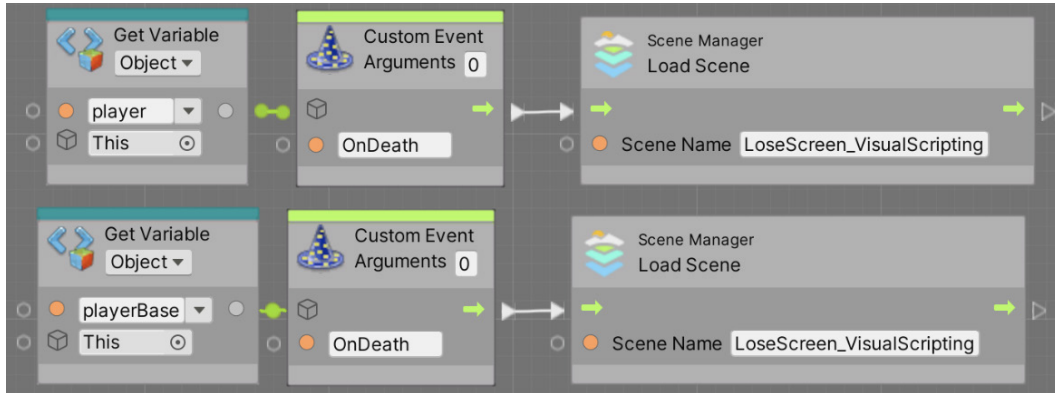 Get Variable
Object
player
This
Custom Event
Arguments 0
OnDeath
Scene Manager
Load Scene
Scene Name LoseScreen_VisualScripting
Get Variable
Object
playerBase
This
Custom Event
Arguments 0
OnDeath
Scene Manager
Load Scene
Scene Name LoseScreen_VisualScripting